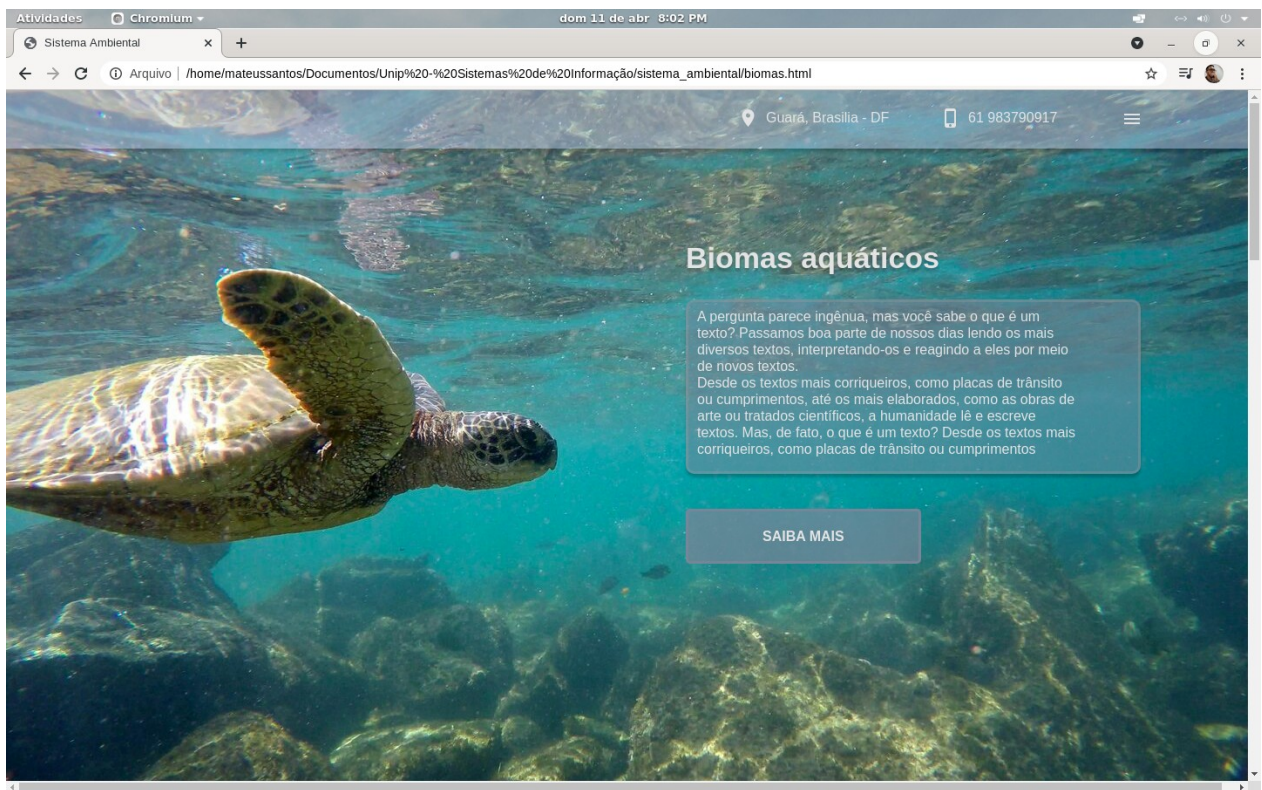 Atividades Chromium dom 11 de abr 8:02 PM
Sistema Ambiental
Arquivo /home/mateussantos/Documentos/Unip%20-%20Sistemas%20de%20Informação/sistema_ambiental/biomas.html
Guará, Brasilia - DF 61 983790917
Biomas aquáticos
A pergunta parece ingênua, mas você sabe o que é um
texto? Passamos boa parte de nossos dias lendo os mais
diversos textos, interpretando-os e reagindo a eles por meio
de novos textos.
Desde os textos mais corriqueiros, como placas de trânsito
ou cumprimentos, até os mais elaborados, como as obras de
arte ou tratados científicos, a humanidade lê e escreve
textos. Mas, de fato, o que é um texto? Desde os textos mais
corriqueiros, como placas de trânsito ou cumprimentos
SAIBA MAIS